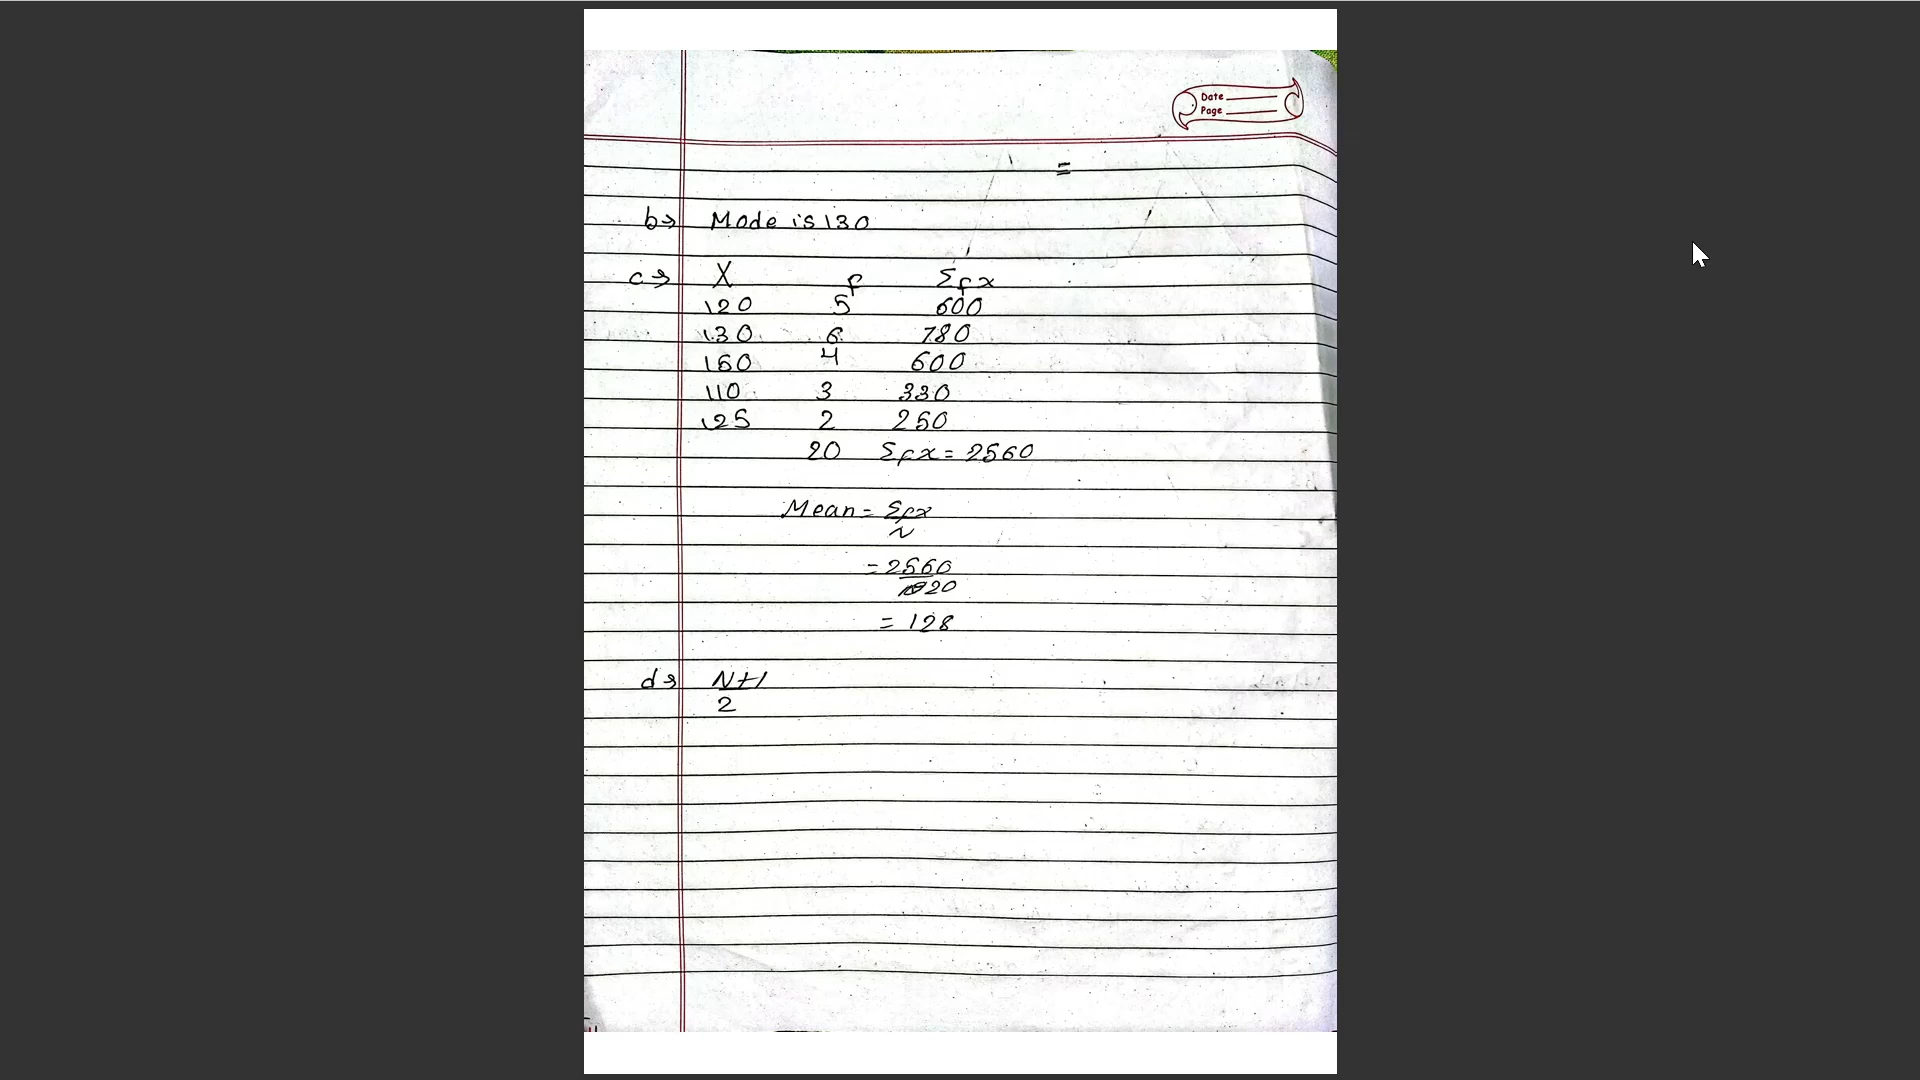 Date
Page
=
b→ Mode is 130
c→ X f Σfx
120 5 600
130 6 780
150 4 600
110 3 330
125 2 250
20 Σfx = 2560
Mean = Σfx
N
= 2560
20
= 128
d→ N+1
2